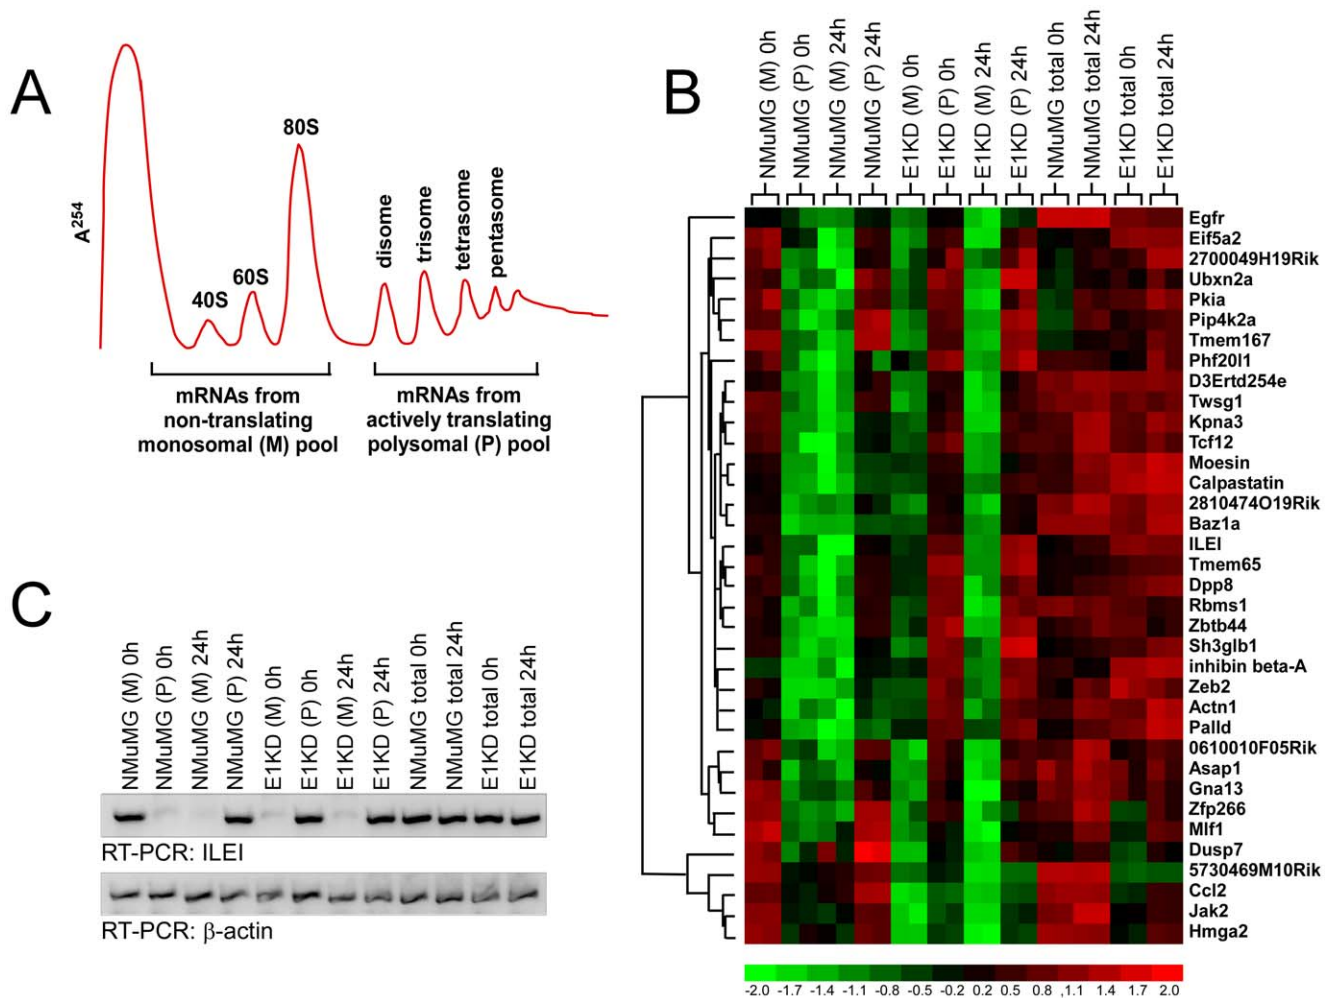 A
A254
40S
60S
80S
disome
trisome
tetrasome
pentasome
mRNAs from
non-translating
monosomal (M) pool
mRNAs from
actively translating
polysomal (P) pool
B
NMuMG (M) 0h
NMuMG (P) 0h
NMuMG (M) 24h
NMuMG (P) 24h
E1KD (M) 0h
E1KD (P) 0h
E1KD (M) 24h
E1KD (P) 24h
NMuMG total 0h
NMuMG total 24h
E1KD total 0h
E1KD total 24h
Egfr
Eif5a2
2700049H19Rik
Ubxn2a
Pkia
Pip4k2a
Tmem167
Phf20l1
D3Ertd254e
Twsg1
Kpna3
Tcf12
Moesin
Calpastatin
2810474O19Rik
Baz1a
ILEI
Tmem65
Dpp8
Rbms1
Zbtb44
Sh3glb1
inhibin beta-A
Zeb2
Actn1
Palld
0610010F05Rik
Asap1
Gna13
Zfp266
Mlf1
Dusp7
5730469M10Rik
Ccl2
Jak2
Hmga2
-2.0 -1.7 -1.4 -1.1 -0.8 -0.5 -0.2 0.2 0.5 0.8 ,1.1 1.4 1.7 2.0
C
NMuMG (M) 0h
NMuMG (P) 0h
NMuMG (M) 24h
NMuMG (P) 24h
E1KD (M) 0h
E1KD (P) 0h
E1KD (M) 24h
E1KD (P) 24h
NMuMG total 0h
NMuMG total 24h
E1KD total 0h
E1KD total 24h
RT-PCR: ILEI
RT-PCR: β-actin